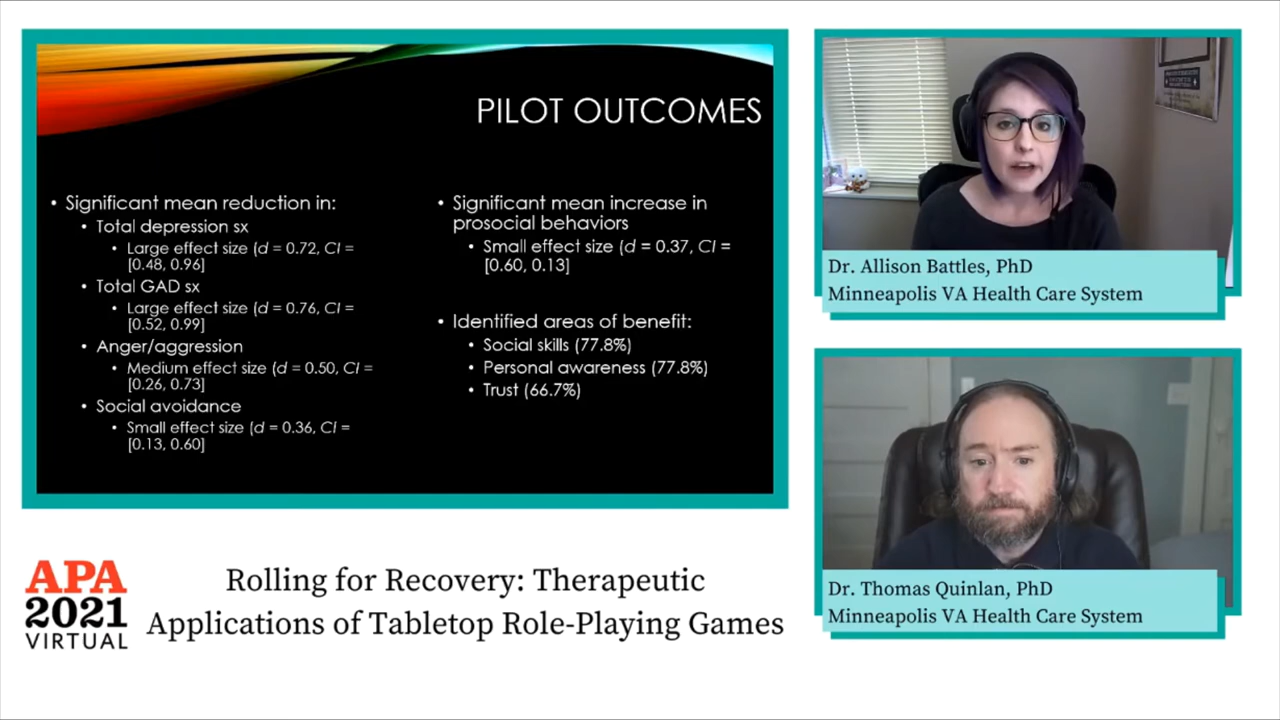 PILOT OUTCOMES
• Significant mean reduction in:
• Total depression sx
• Large effect size (d = 0.72, CI =
[0.48, 0.96]
• Total GAD sx
• Large effect size (d = 0.76, CI =
[0.52, 0.99]
• Anger/aggression
• Medium effect size (d = 0.50, CI =
[0.26, 0.73]
• Social avoidance
• Small effect size (d = 0.36, CI =
[0.13, 0.60]
• Significant mean increase in
prosocial behaviors
• Small effect size (d = 0.37, CI =
[0.60, 0.13]
• Identified areas of benefit:
• Social skills (77.8%)
• Personal awareness (77.8%)
• Trust (66.7%)
Dr. Allison Battles, PhD
Minneapolis VA Health Care System
Dr. Thomas Quinlan, PhD
Minneapolis VA Health Care System
APA
2021
VIRTUAL
Rolling for Recovery: Therapeutic
Applications of Tabletop Role-Playing Games